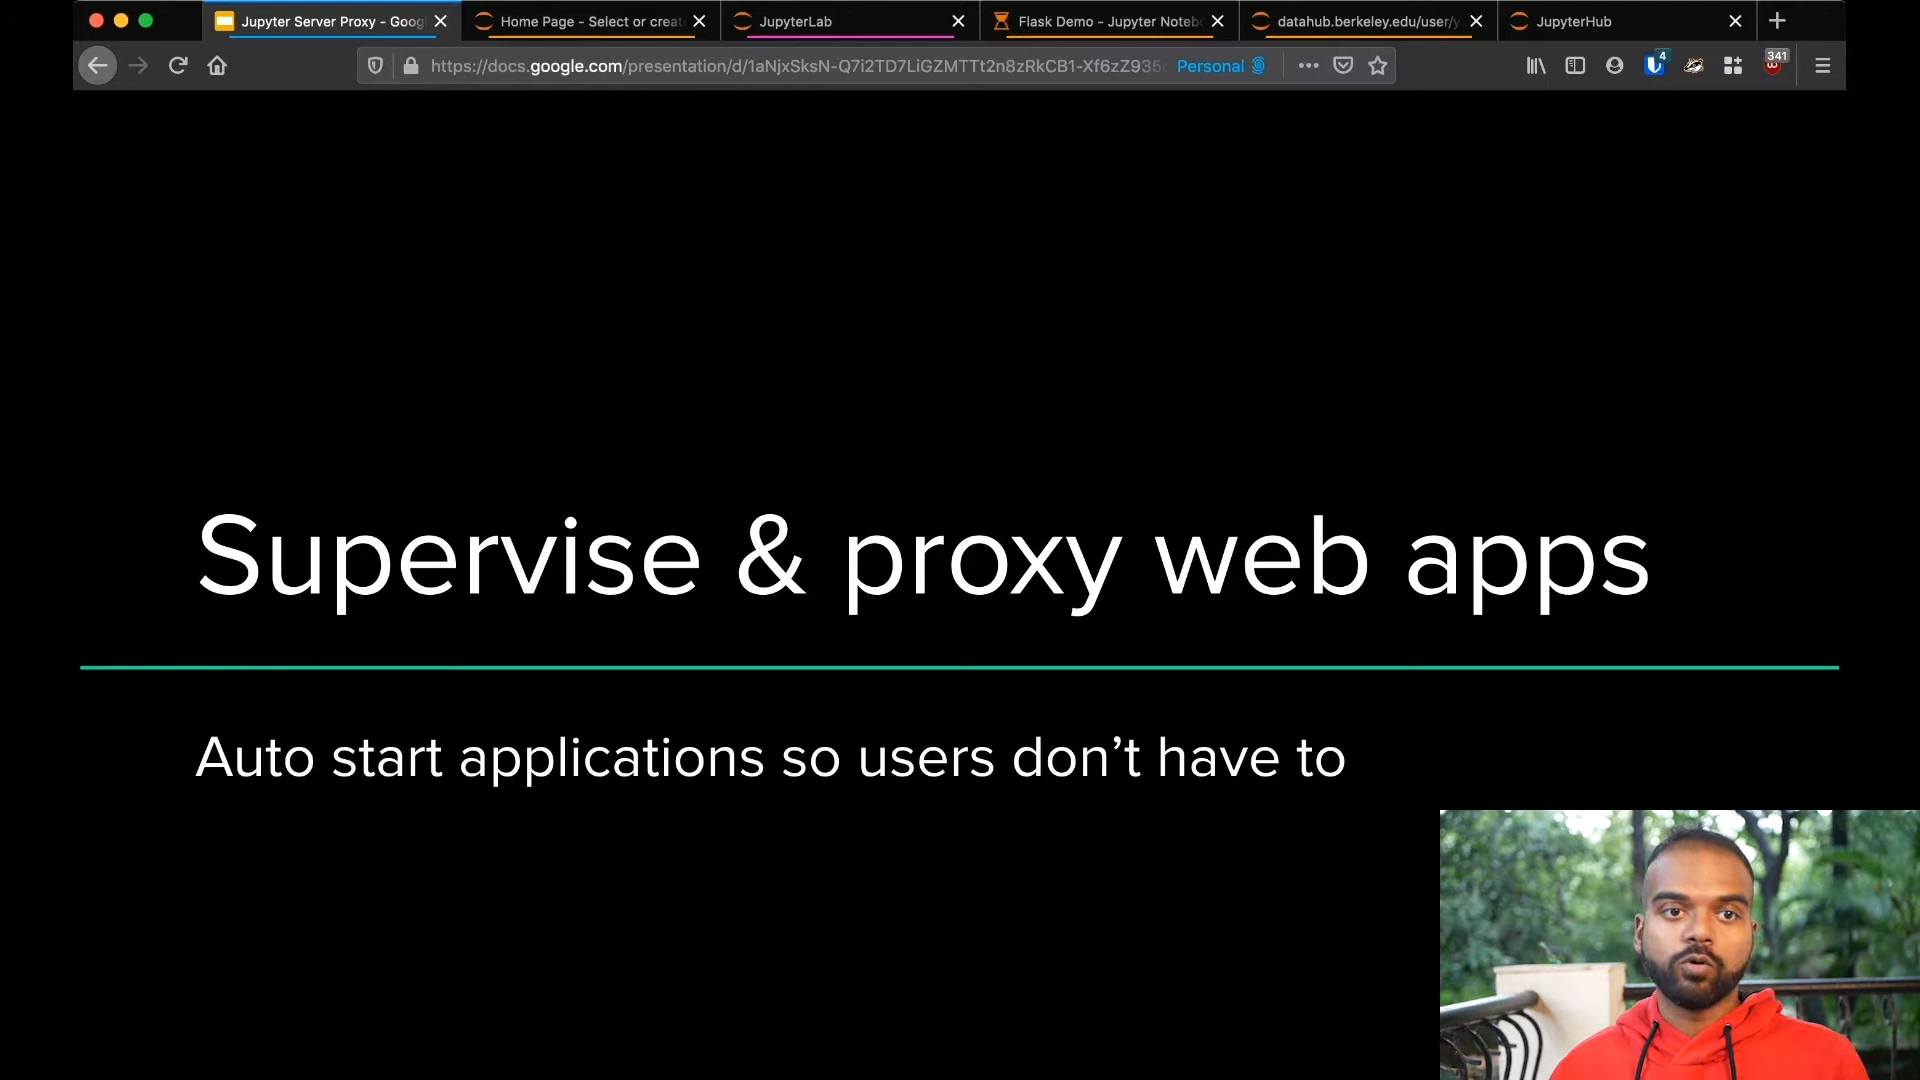 Jupyter Server Proxy - Goog
Home Page - Select or creat
JupyterLab
Flask Demo - Jupyter Noteb
datahub.berkeley.edu/user/y
JupyterHub
https://docs.google.com/presentation/d/1aNjxSksN-Q7i2TD7LiGZMTTt2n8zRkCB1-Xf6zZ935
Personal
4
341
Supervise & proxy web apps
Auto start applications so users don’t have to